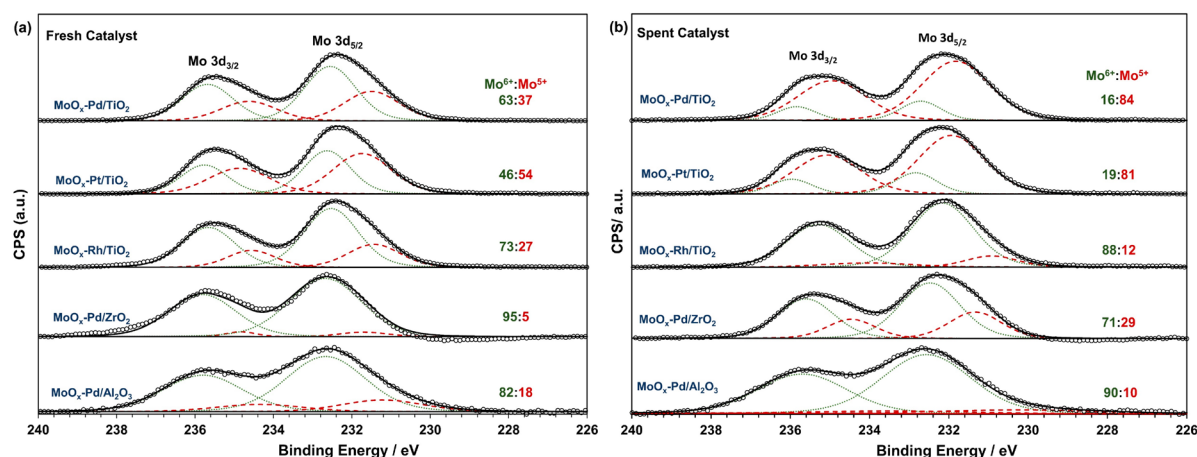 (a)
Fresh Catalyst
Mo 3d3/2
Mo 3d5/2
Mo6+:Mo5+
MoOx-Pd/TiO2
63:37
MoOx-Pt/TiO2
46:54
MoOx-Rh/TiO2
73:27
MoOx-Pd/ZrO2
95:5
MoOx-Pd/Al2O3
82:18
CPS (a.u.)
240 238 236 234 232 230 228 226
Binding Energy / eV
(b)
Spent Catalyst
Mo 3d3/2
Mo 3d5/2
Mo6+:Mo5+
MoOx-Pd/TiO2
16:84
MoOx-Pt/TiO2
19:81
MoOx-Rh/TiO2
88:12
MoOx-Pd/ZrO2
71:29
MoOx-Pd/Al2O3
90:10
CPS/ a.u.
240 238 236 234 232 230 228 226
Binding Energy / eV